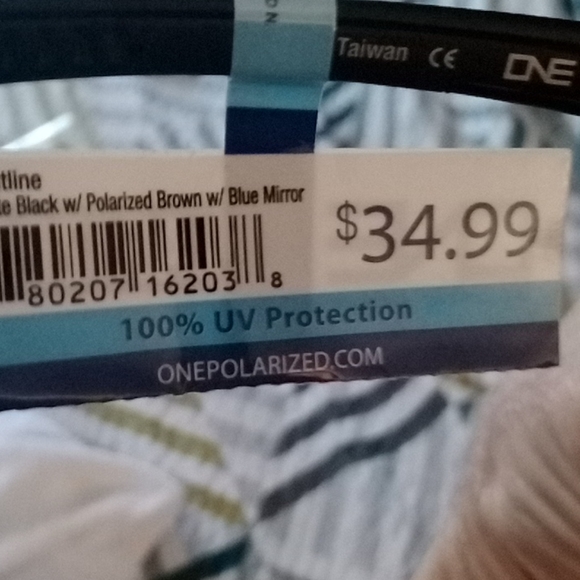 Taiwan CE ONE
tline
e Black w/ Polarized Brown w/ Blue Mirror
$34.99
80207 16203 8
100% UV Protection
ONEPOLARIZED.COM